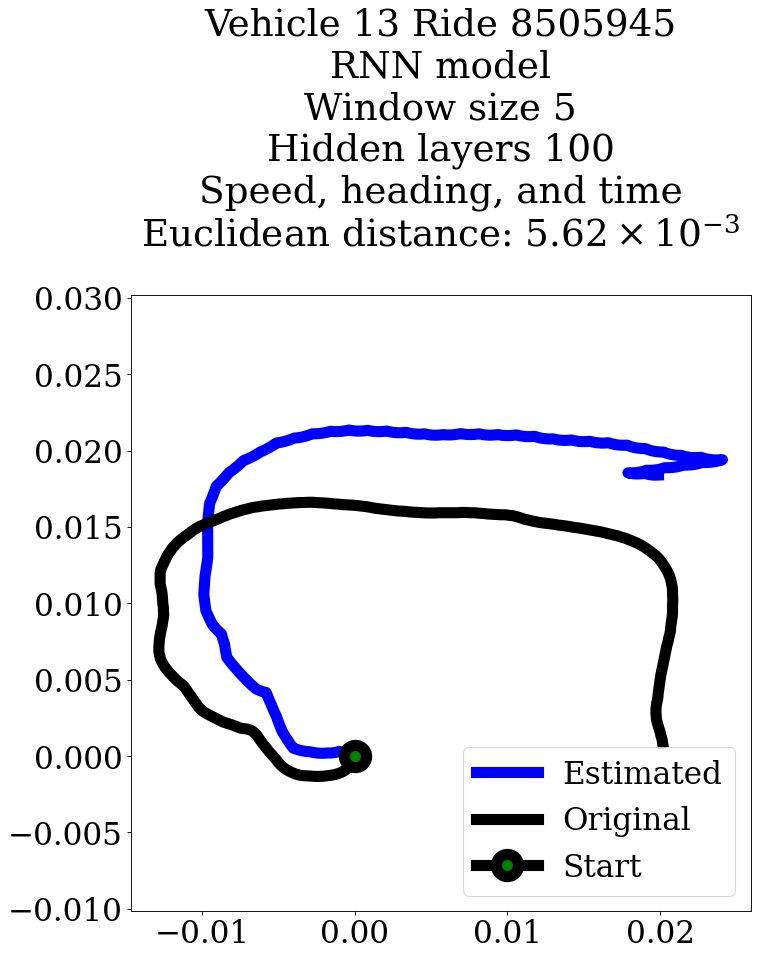 Vehicle 13 Ride 8505945
RNN model
Window size 5
Hidden layers 100
Speed, heading, and time
Euclidean distance: 5.62 × 10⁻³
0.030
0.025
0.020
0.015
0.010
0.005
0.000
−0.005
−0.010
−0.01 0.00 0.01 0.02
Estimated
Original
Start